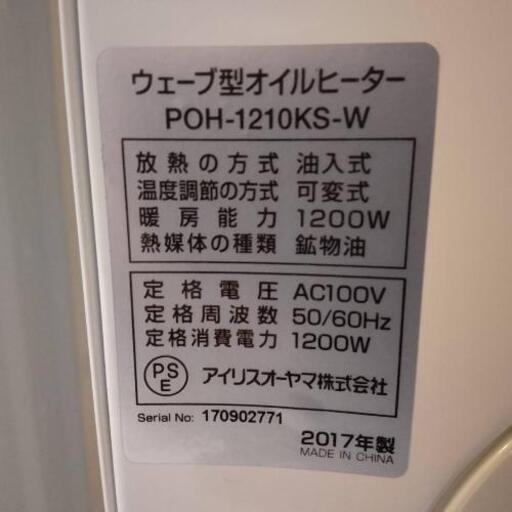 ウェーブ型オイルヒーター
POH-1210KS-W
放熱の方式 油入式
温度調節の方式 可変式
暖房能力 1200W
熱媒体の種類 鉱物油
定格電圧 AC100V
定格周波数 50/60Hz
定格消費電力 1200W
PSE アイリスオーヤマ株式会社
Serial No: 170902771
2017年製
MADE IN CHINA